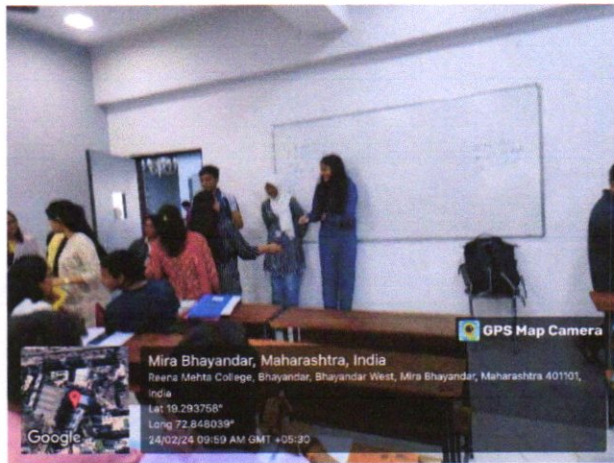 GPS Map Camera
Mira Bhayandar, Maharashtra, India
Reena Mehta College, Bhayandar, Bhayandar West, Mira Bhayandar, Maharashtra 401101,
India
Lat 19.293758°
Long 72.848039°
24/02/24 09:59 AM GMT +05:30
Google